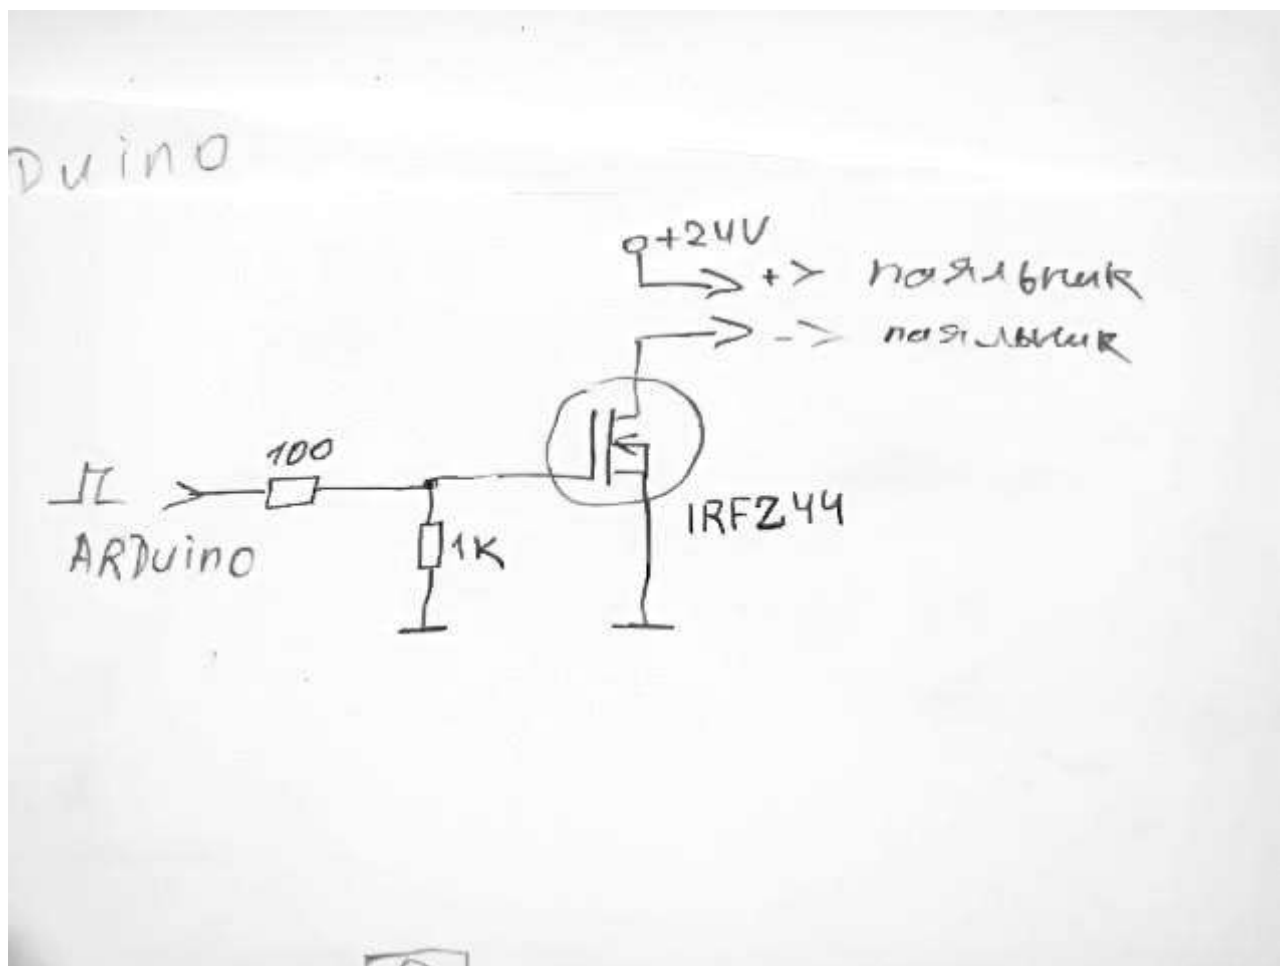 Duino
+24V
+> паяльник
-> паяльник
100
ARDuino
1K
IRFZ44